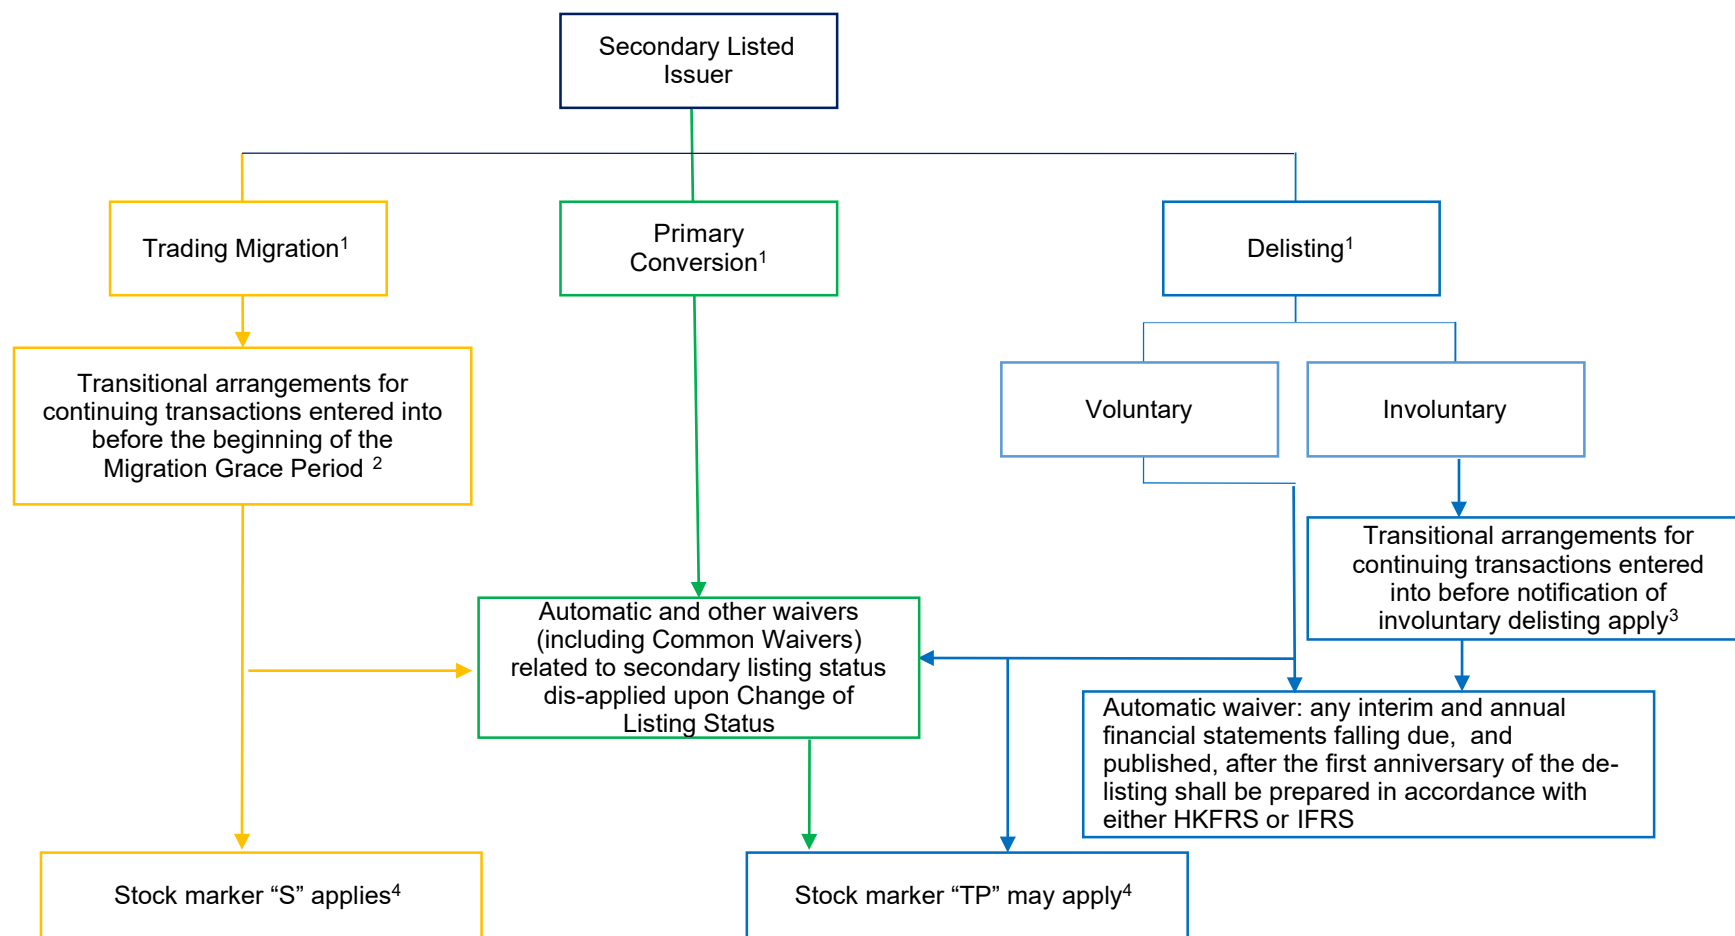 Secondary Listed
Issuer
Trading Migration1
Primary
Conversion1
Delisting1
Transitional arrangements for
continuing transactions entered into
before the beginning of the
Migration Grace Period 2
Voluntary
Involuntary
Transitional arrangements for
continuing transactions entered
into before notification of
involuntary delisting apply3
Automatic and other waivers
(including Common Waivers)
related to secondary listing status
dis-applied upon Change of
Listing Status
Automatic waiver: any interim and annual
financial statements falling due,  and
published, after the first anniversary of the de-
listing shall be prepared in accordance with
either HKFRS or IFRS
Stock marker “S” applies4
Stock marker “TP” may apply4